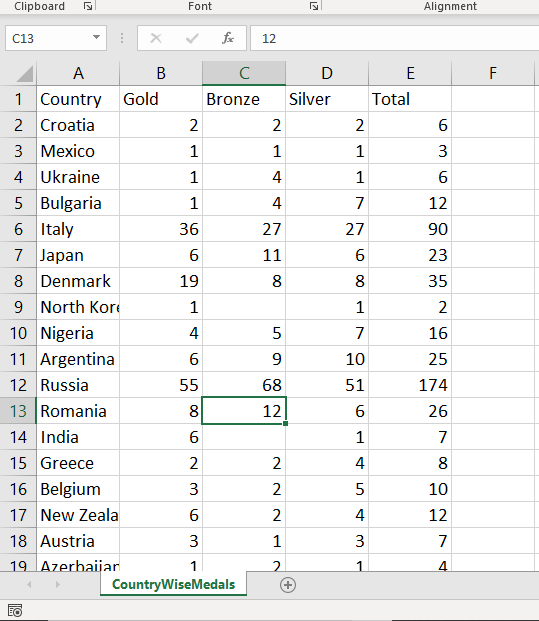 Clipboard Font Alignment
C13 fx 12
A B C D E F
1 Country Gold Bronze Silver Total
2 Croatia 2 2 2 6
3 Mexico 1 1 1 3
4 Ukraine 1 4 1 6
5 Bulgaria 1 4 7 12
6 Italy 36 27 27 90
7 Japan 6 11 6 23
8 Denmark 19 8 8 35
9 North Kore 1 1 2
10 Nigeria 4 5 7 16
11 Argentina 6 9 10 25
12 Russia 55 68 51 174
13 Romania 8 12 6 26
14 India 6 1 7
15 Greece 2 2 4 8
16 Belgium 3 2 5 10
17 New Zeala 6 2 4 12
18 Austria 3 1 3 7
19 Azerbaijan 1 2 1 4
CountryWiseMedals